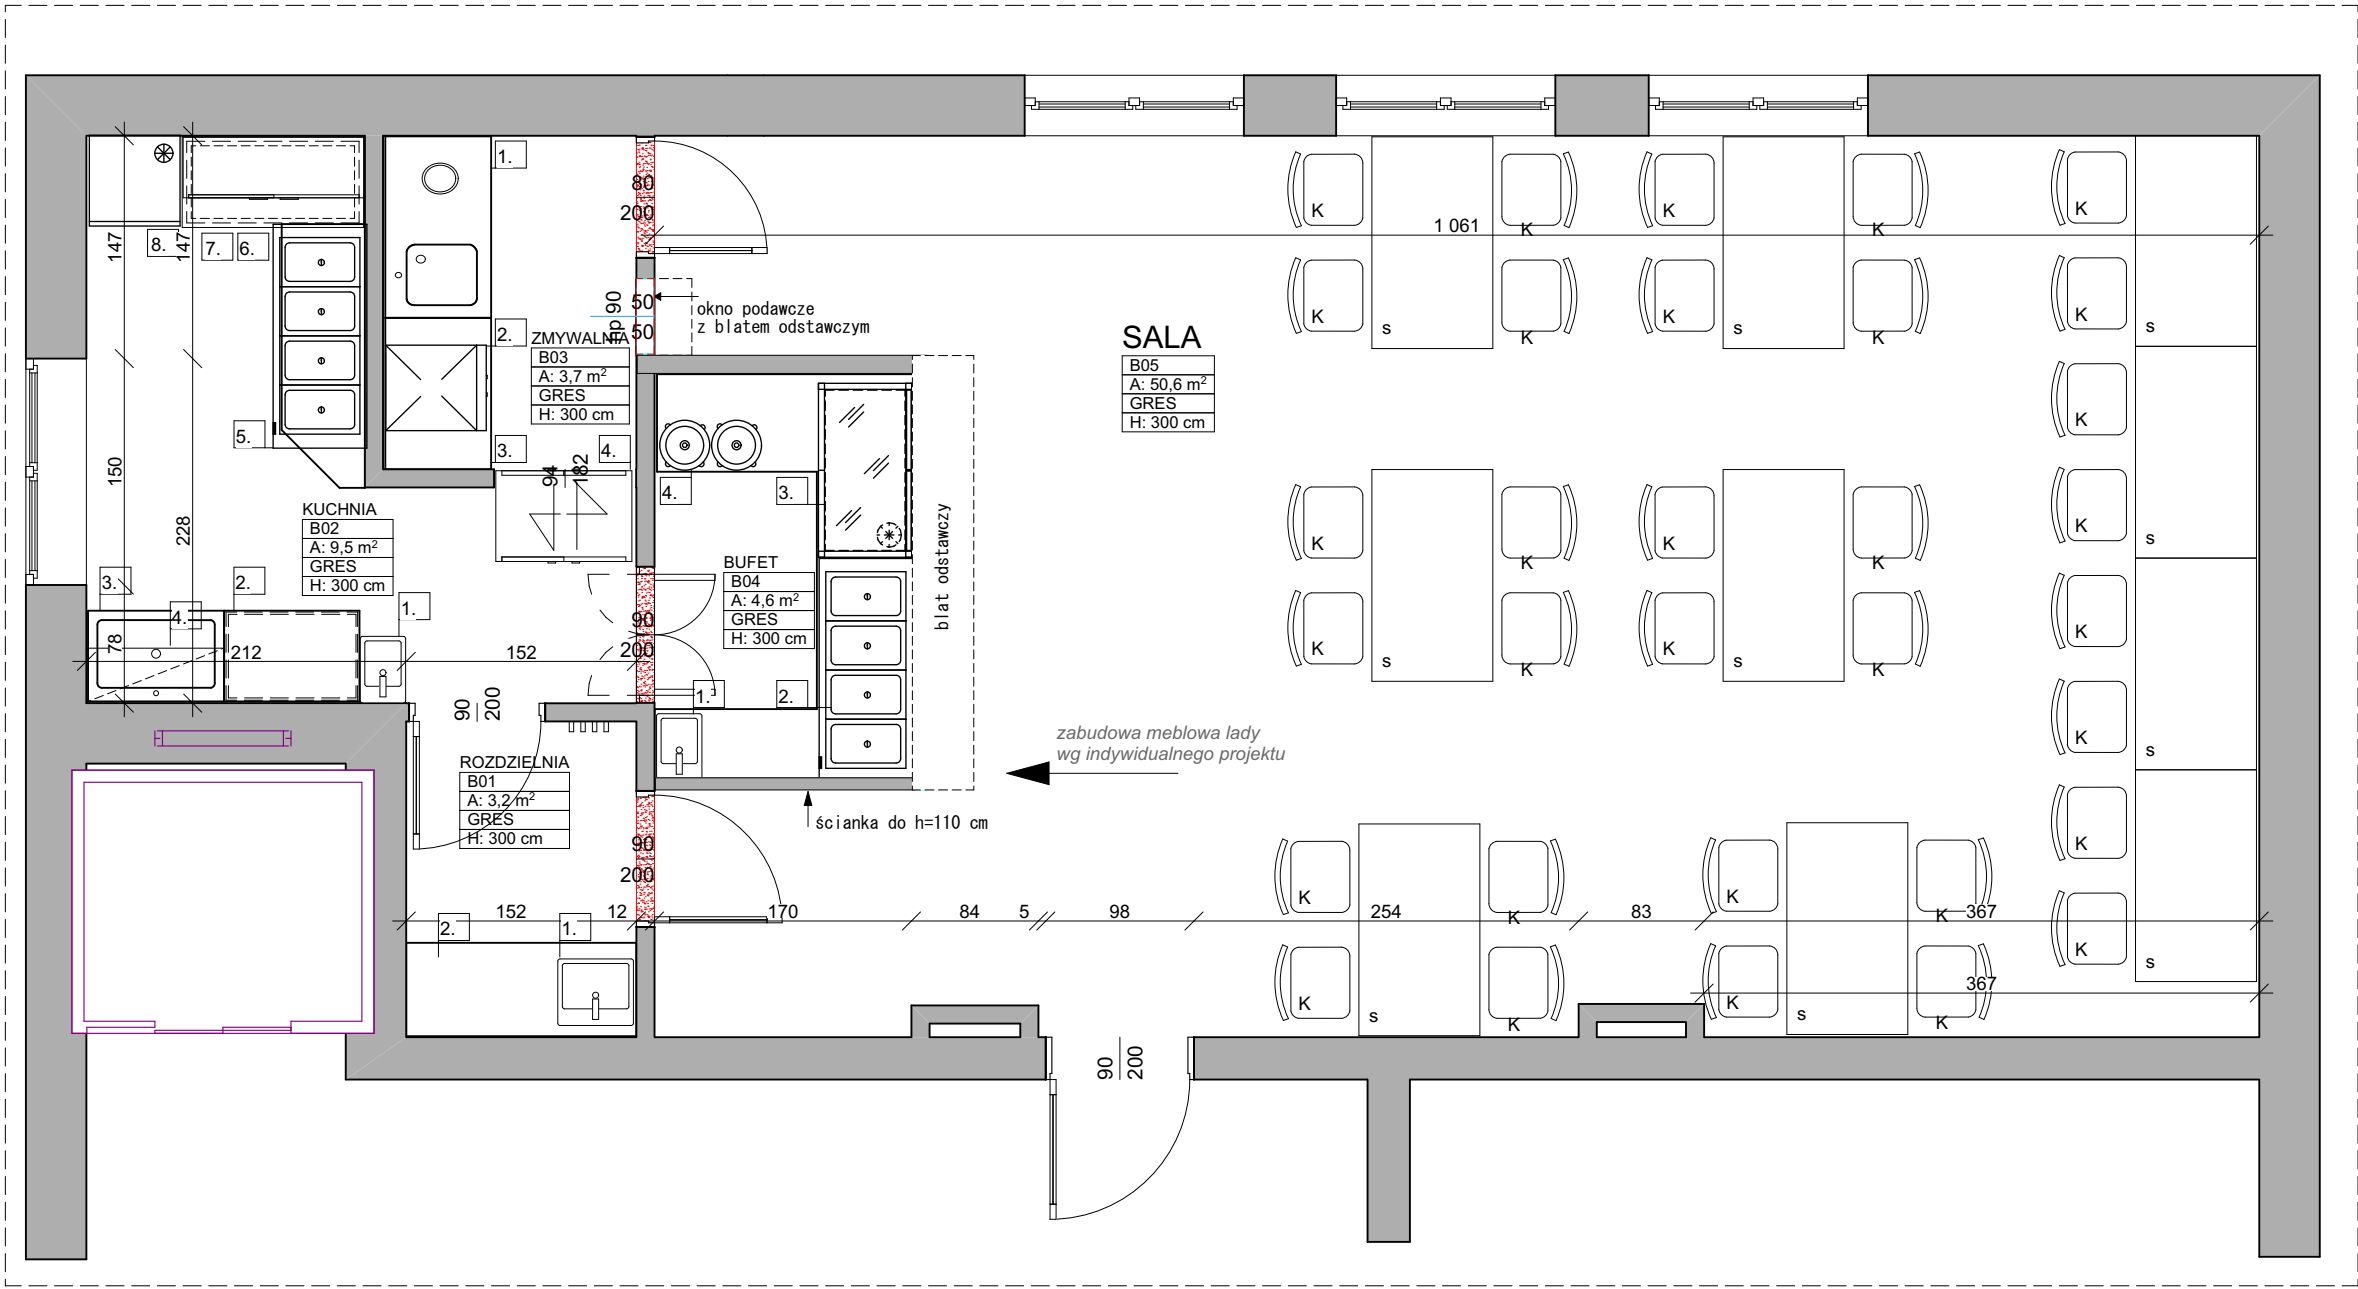 1.
80
200
1 061
147
147
8.
7.
6.
hp 90
50
50
okno podawcze
z blatem odstawczym
2.
ZMYWALNIA
B03
A: 3,7 m²
GRES
H: 300 cm
3.
4.
94
182
SALA
B05
A: 50,6 m²
GRES
H: 300 cm
5.
150
228
KUCHNIA
B02
A: 9,5 m²
GRES
H: 300 cm
3.
2.
4.
1.
78
212
152
90
200
4.
3.
BUFET
B04
A: 4,6 m²
GRES
H: 300 cm
1.
2.
blat odstawczy
90
200
zabudowa meblowa lady
wg indywidualnego projektu
ścianka do h=110 cm
ROZDZIELNIA
B01
A: 3,2 m²
GRES
H: 300 cm
90
200
152
12
170
84
5
98
254
83
367
367
2.
1.
90
200
K
K
K
K
K
K
K
K
K
K
s
s
s
K
K
K
K
K
K
K
K
K
K
s
s
s
K
K
K
K
s
K
K
s
K
K
K
K
K
K
s
s
s
K
K
K
K